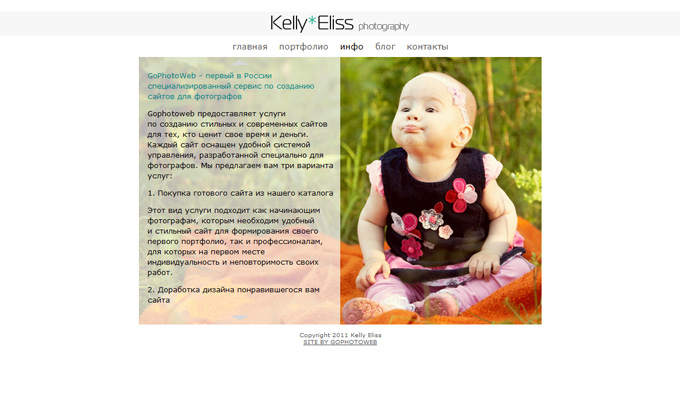 Kelly*Eliss photography
главная портфолио инфо блог контакты
GoPhotoWeb - первый в России
специализированный сервис по созданию
сайтов для фотографов
Gophotoweb предоставляет услуги
по созданию стильных и современных сайтов
для тех, кто ценит свое время и деньги.
Каждый сайт оснащен удобной системой
управления, разработанной специально для
фотографов. Мы предлагаем вам три варианта
услуг:
1. Покупка готового сайта из нашего каталога
Этот вид услуги подходит как начинающим
фотографам, которым необходим удобный
и стильный сайт для формирования своего
первого портфолио, так и профессионалам,
для которых на первом месте
индивидуальность и неповторимость своих
работ.
2. Доработка дизайна понравившегося вам
сайта
Copyright 2011 Kelly Eliss
SITE BY GOPHOTOWEB